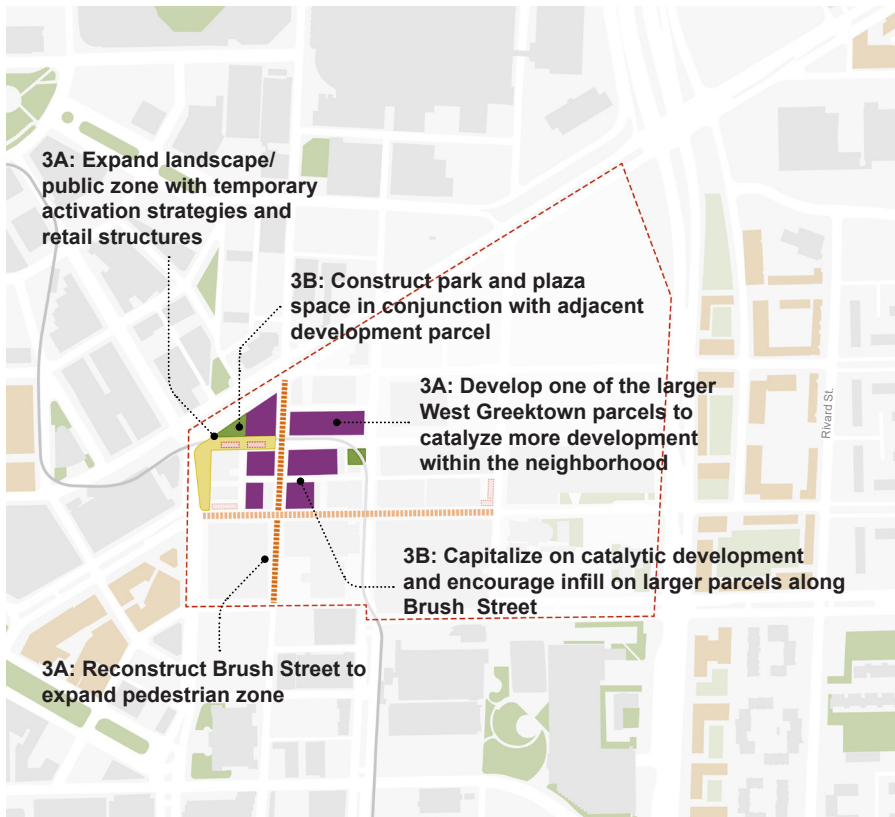 3A: Expand landscape/
public zone with temporary
activation strategies and
retail structures
3B: Construct park and plaza
space in conjunction with adjacent
development parcel
3A: Develop one of the larger
West Greektown parcels to
catalyze more development
within the neighborhood
Rivard St.
3B: Capitalize on catalytic development
and encourage infill on larger parcels along
Brush Street
3A: Reconstruct Brush Street to
expand pedestrian zone